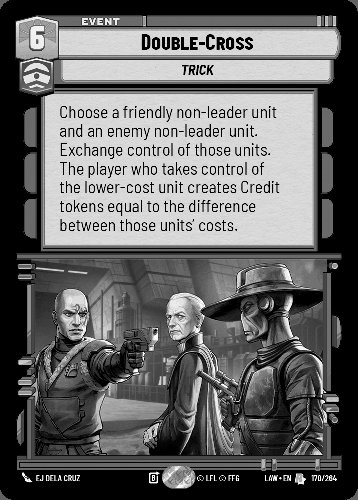 EVENT
6
DOUBLE-CROSS
TRICK
Choose a friendly non-leader unit
and an enemy non-leader unit.
Exchange control of those units.
The player who takes control of
the lower-cost unit creates Credit
tokens equal to the difference
between those units' costs.
EJ DELA CRUZ
© LFL © FFG
LAW • EN
170/264